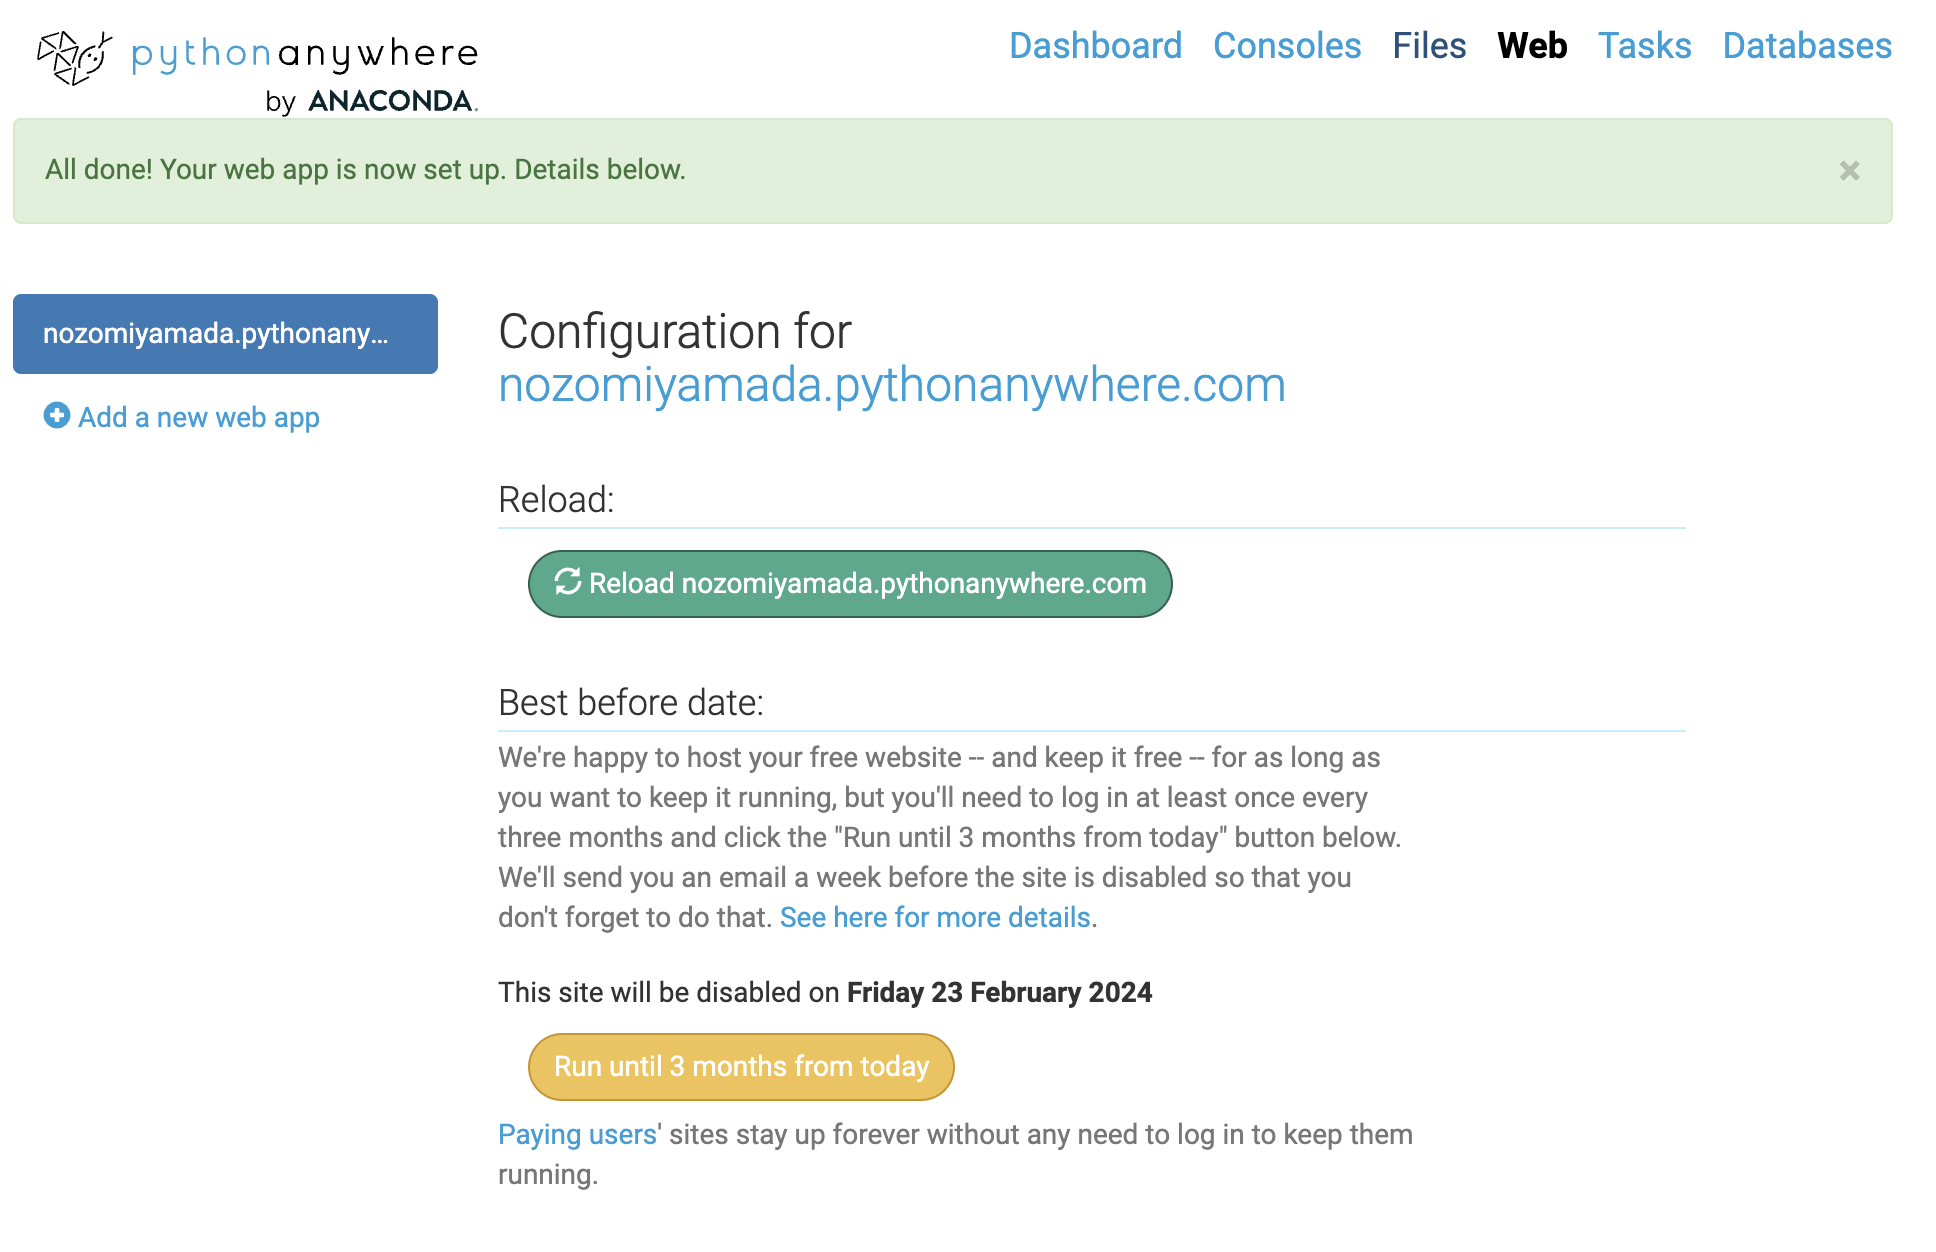 pythonanywhere
by ANACONDA.
Dashboard Consoles Files Web Tasks Databases
All done! Your web app is now set up. Details below.
×
nozomiyamada.pythonany...
Add a new web app
Configuration for
nozomiyamada.pythonanywhere.com
Reload:
Reload nozomiyamada.pythonanywhere.com
Best before date:
We're happy to host your free website -- and keep it free -- for as long as
you want to keep it running, but you'll need to log in at least once every
three months and click the "Run until 3 months from today" button below.
We'll send you an email a week before the site is disabled so that you
don't forget to do that. See here for more details.
This site will be disabled on Friday 23 February 2024
Run until 3 months from today
Paying users' sites stay up forever without any need to log in to keep them
running.